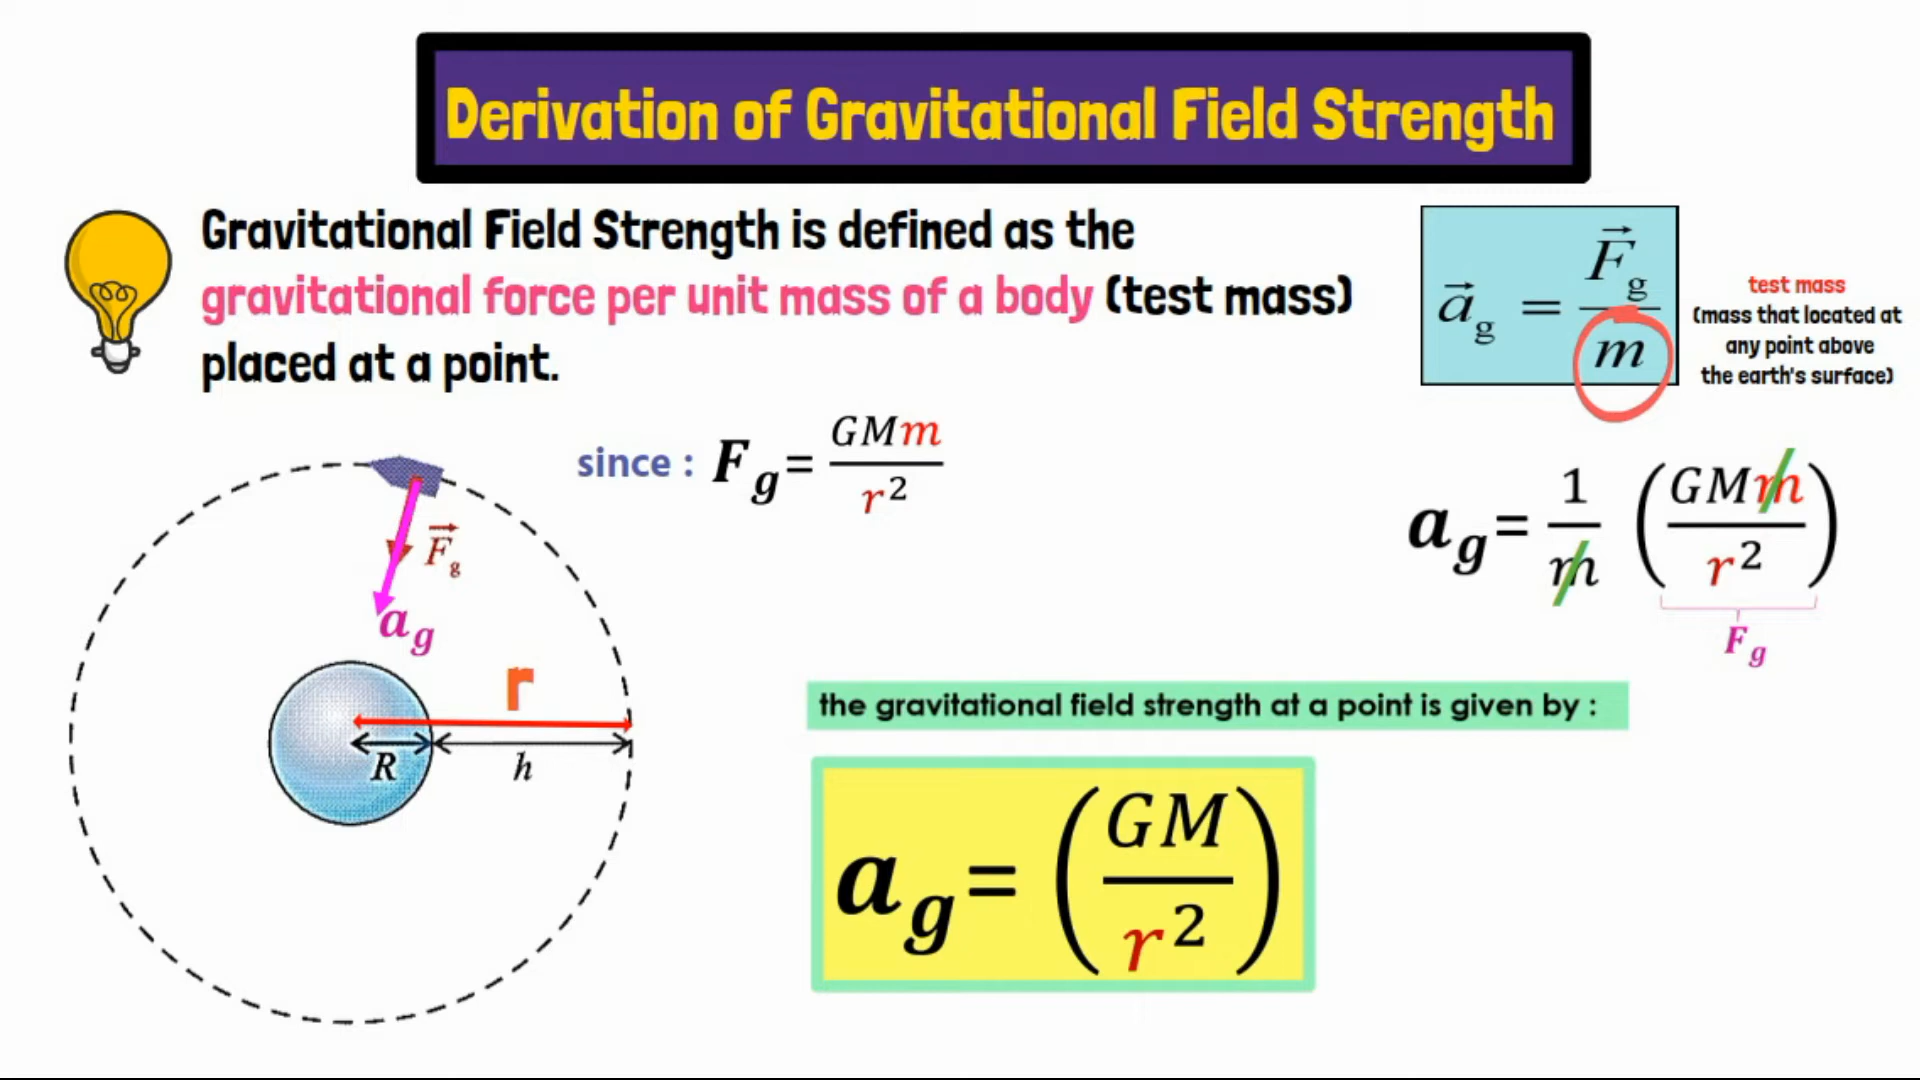 Derivation of Gravitational Field Strength
Gravitational Field Strength is defined as the
gravitational force per unit mass of a body (test mass)
placed at a point.
a⃗g = F⃗g / m
test mass
(mass that located at
any point above
the earth's surface)
since : Fg = GMm / r²
ag = 1/m (GMm / r²)
Fg
F⃗g
ag
r
R
h
the gravitational field strength at a point is given by :
ag = (GM / r²)